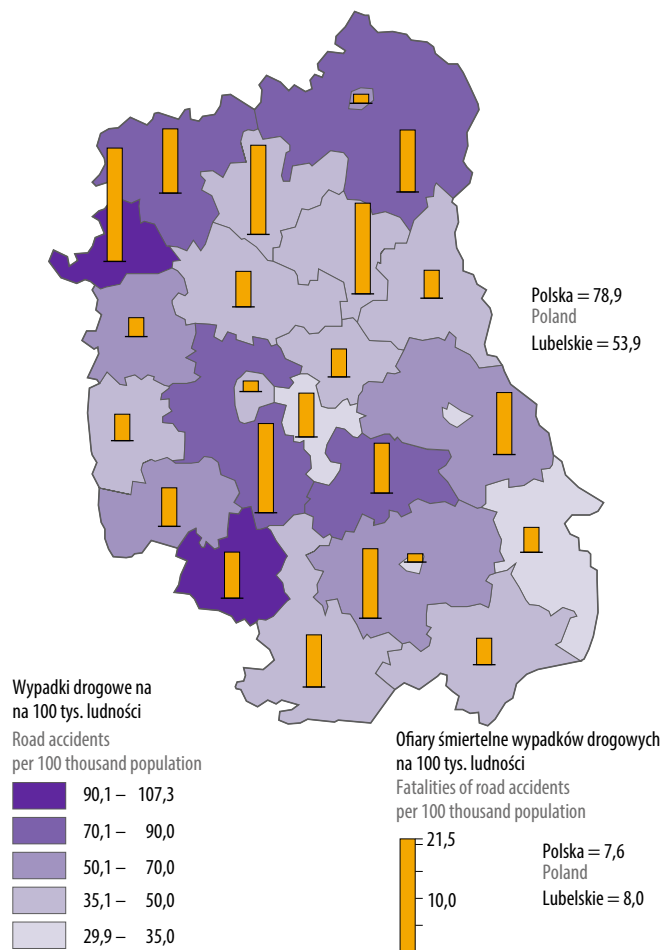 Polska = 78,9
Poland
Lubelskie = 53,9
Wypadki drogowe na
na 100 tys. ludności
Road accidents
per 100 thousand population
90,1 – 107,3
70,1 – 90,0
50,1 – 70,0
35,1 – 50,0
29,9 – 35,0
Ofiary śmiertelne wypadków drogowych
na 100 tys. ludności
Fatalities of road accidents
per 100 thousand population
21,5
10,0
Polska = 7,6
Poland
Lubelskie = 8,0